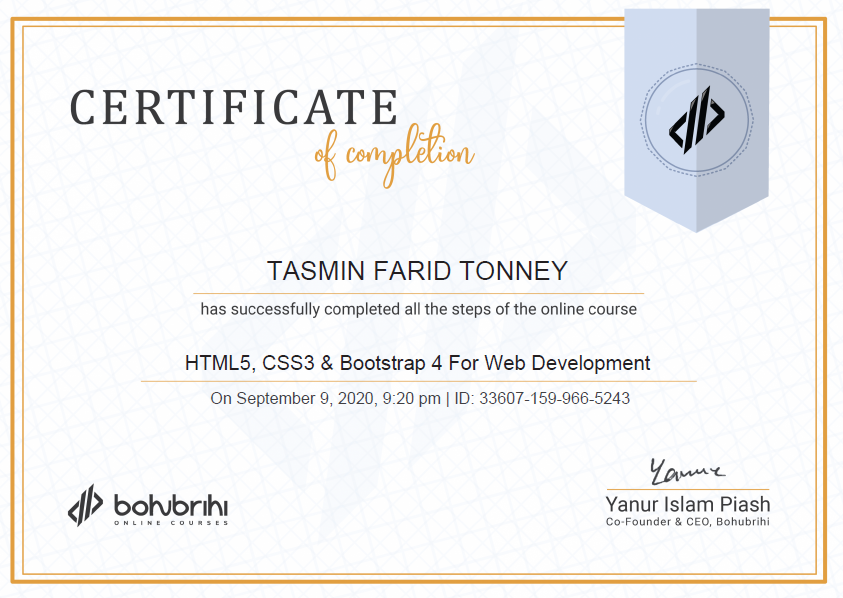 CERTIFICATE
of completion
TASMIN FARID TONNEY
has successfully completed all the steps of the online course
HTML5, CSS3 & Bootstrap 4 For Web Development
On September 9, 2020, 9:20 pm | ID: 33607-159-966-5243
bohubrihi
ONLINE COURSES
Yanur Islam Piash
Co-Founder & CEO, Bohubrihi